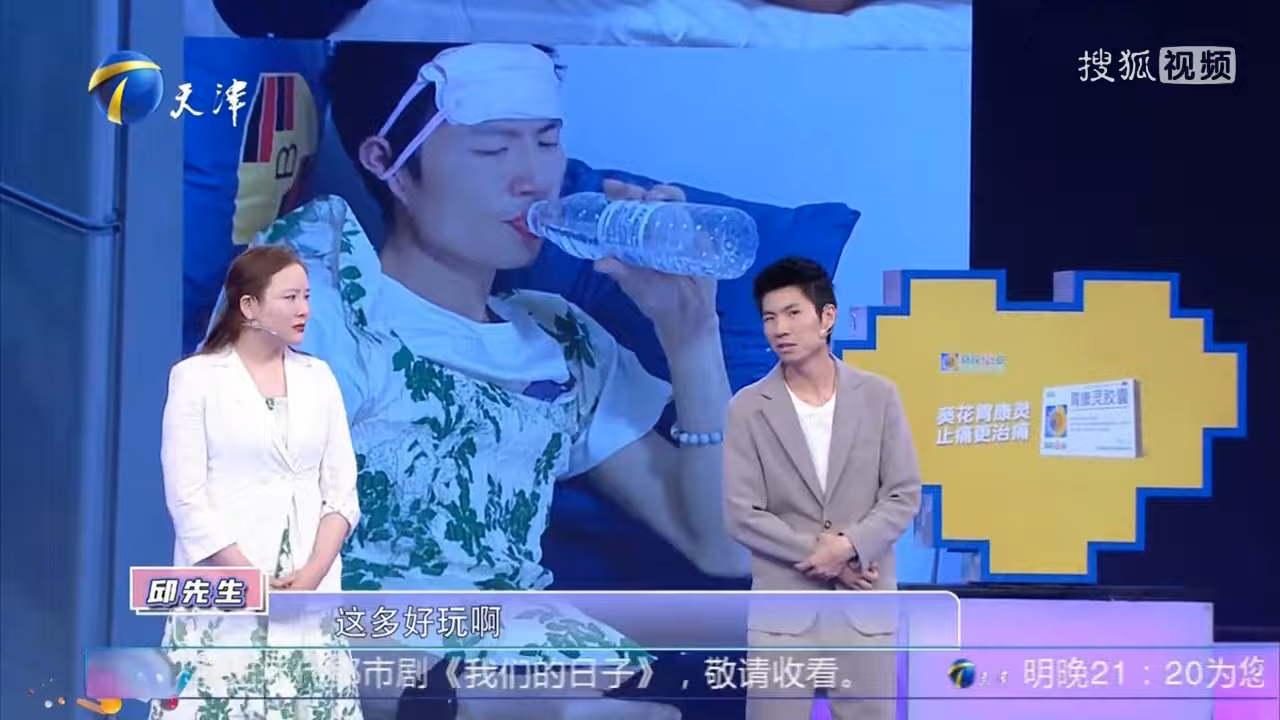 天津
搜狐视频
B
葵花胃康灵
止痛更治痛
胃康灵胶囊
邱先生
这多好玩啊
市剧《我们的日子》，敬请收看。
天津
明晚21：20为您